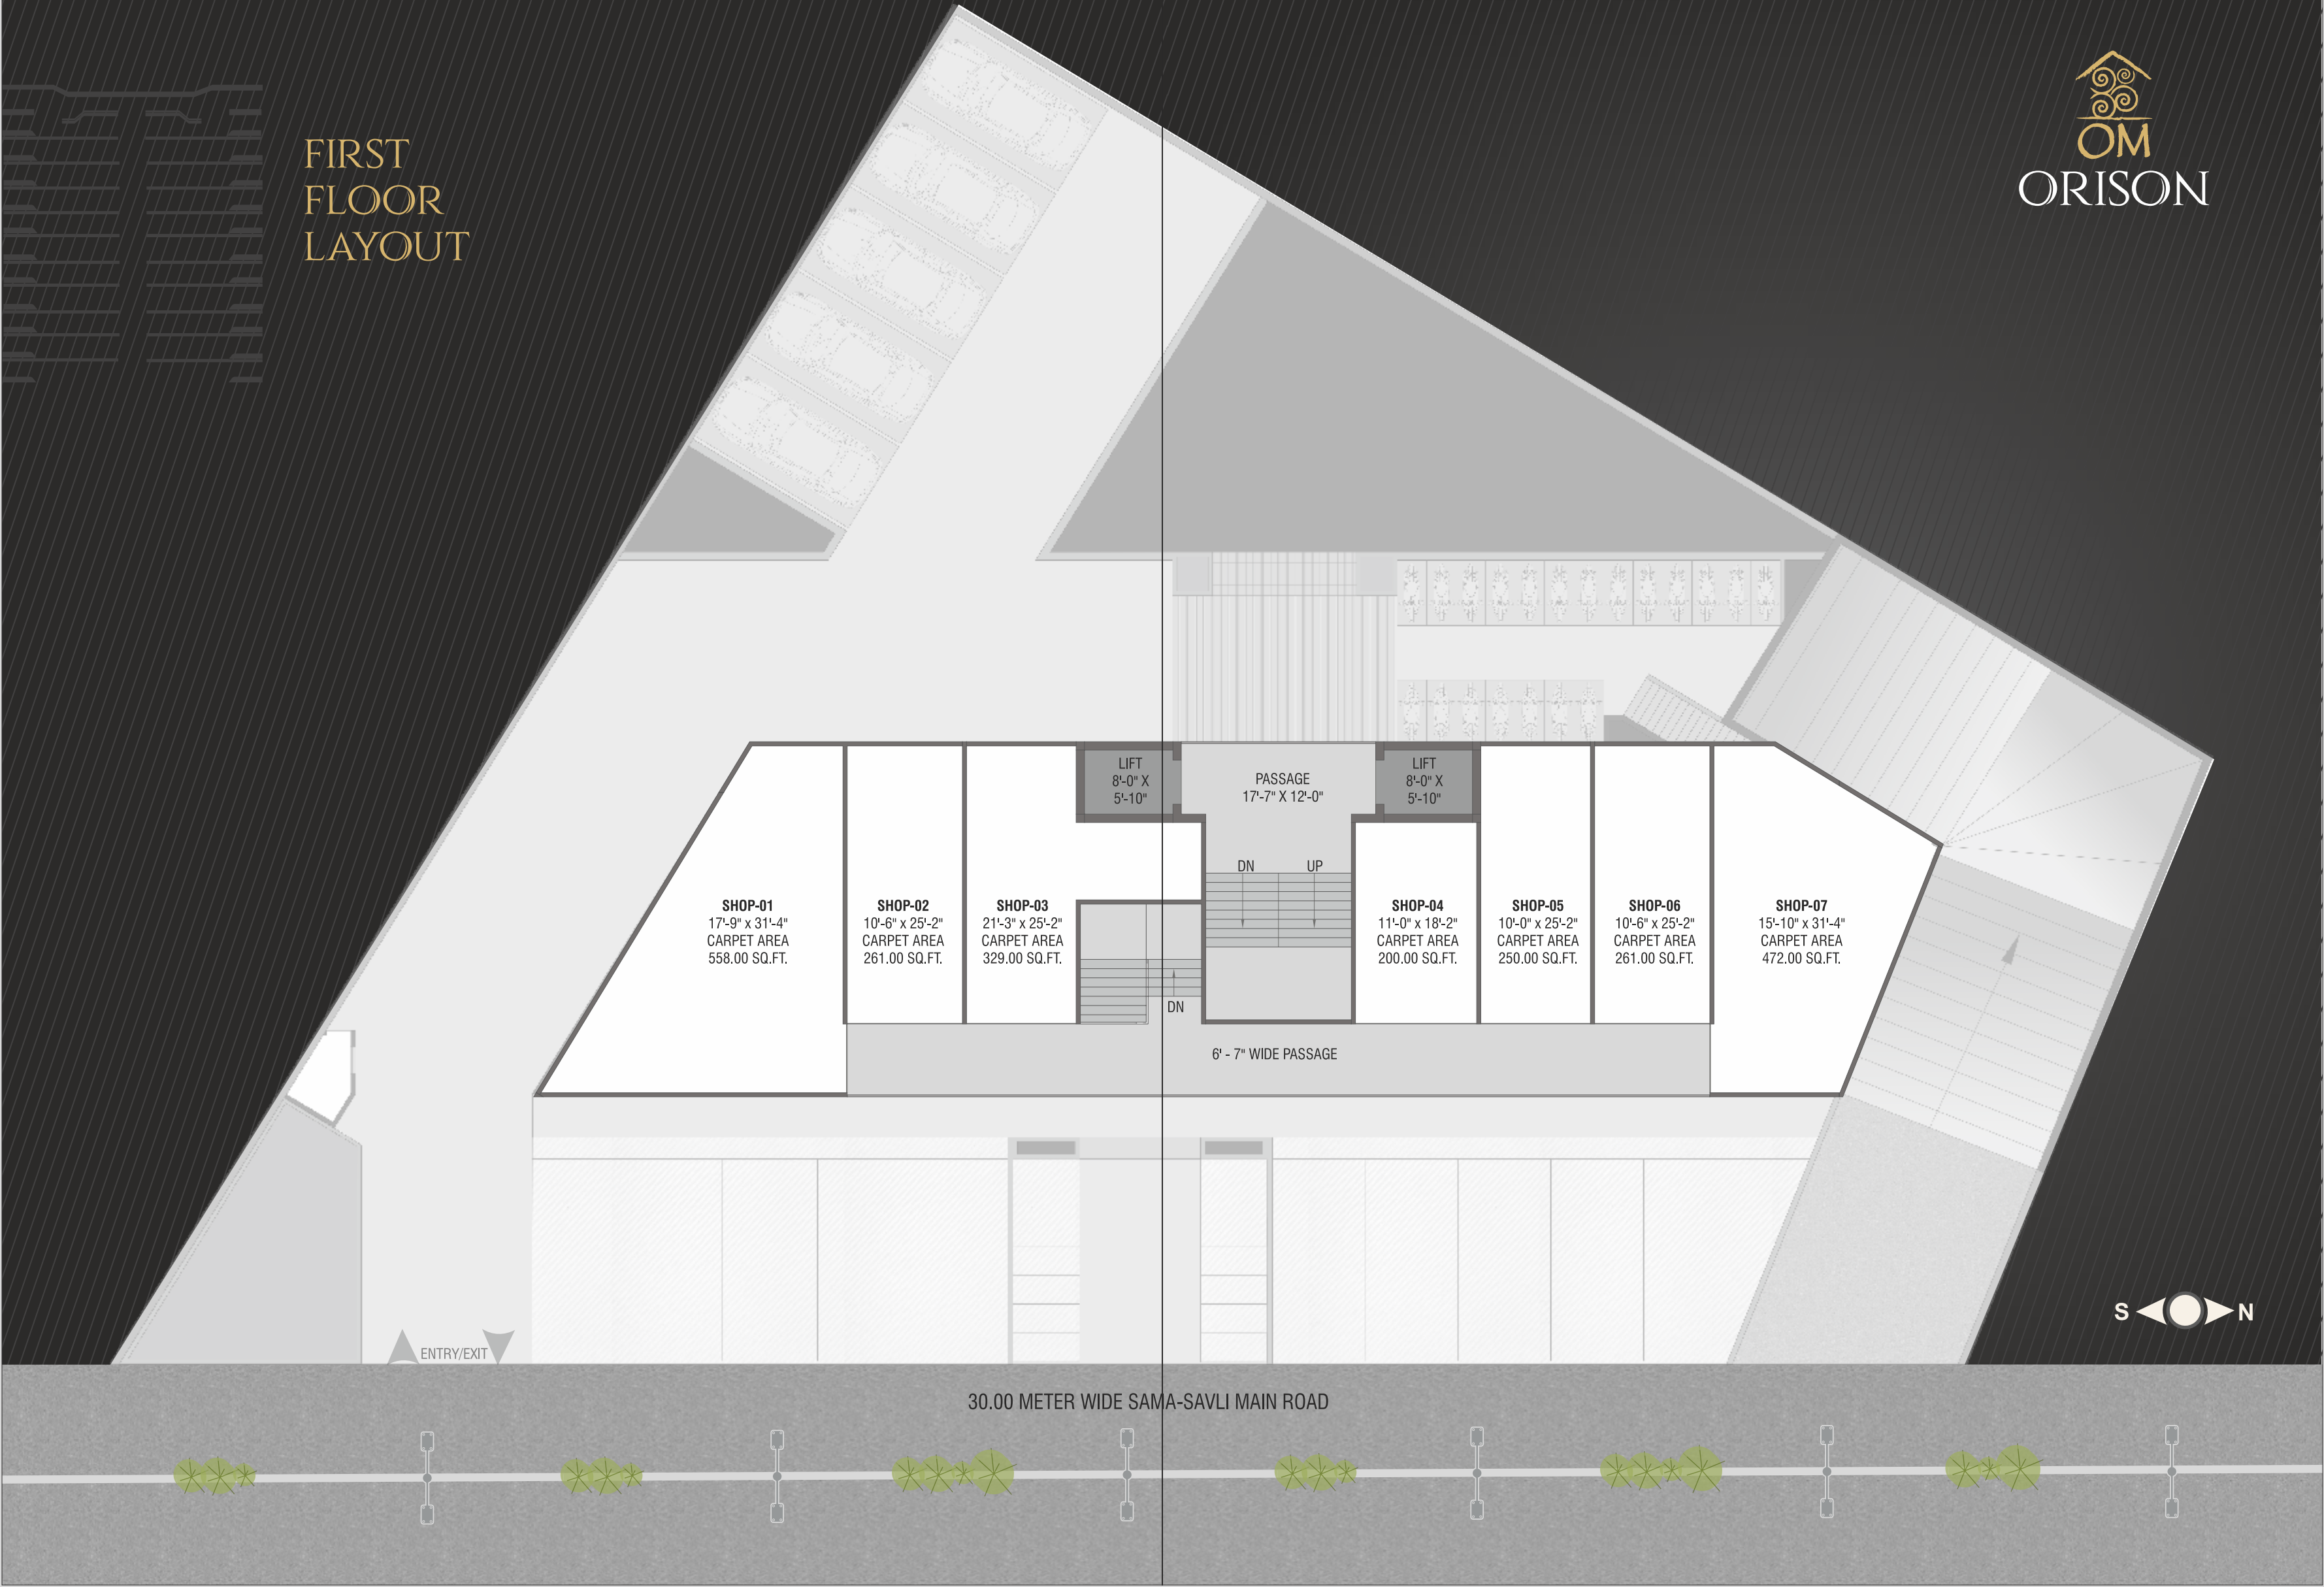 FIRST
FLOOR
LAYOUT
OM
ORISON
LIFT
8'-0" X
5'-10"
PASSAGE
17'-7" X 12'-0"
LIFT
8'-0" X
5'-10"
DN
UP
SHOP-01
17'-9" x 31'-4"
CARPET AREA
558.00 SQ.FT.
SHOP-02
10'-6" x 25'-2"
CARPET AREA
261.00 SQ.FT.
SHOP-03
21'-3" x 25'-2"
CARPET AREA
329.00 SQ.FT.
SHOP-04
11'-0" x 18'-2"
CARPET AREA
200.00 SQ.FT.
SHOP-05
10'-0" x 25'-2"
CARPET AREA
250.00 SQ.FT.
SHOP-06
10'-6" x 25'-2"
CARPET AREA
261.00 SQ.FT.
SHOP-07
15'-10" x 31'-4"
CARPET AREA
472.00 SQ.FT.
DN
6' - 7" WIDE PASSAGE
S
N
ENTRY/EXIT
30.00 METER WIDE SAMA-SAVLI MAIN ROAD